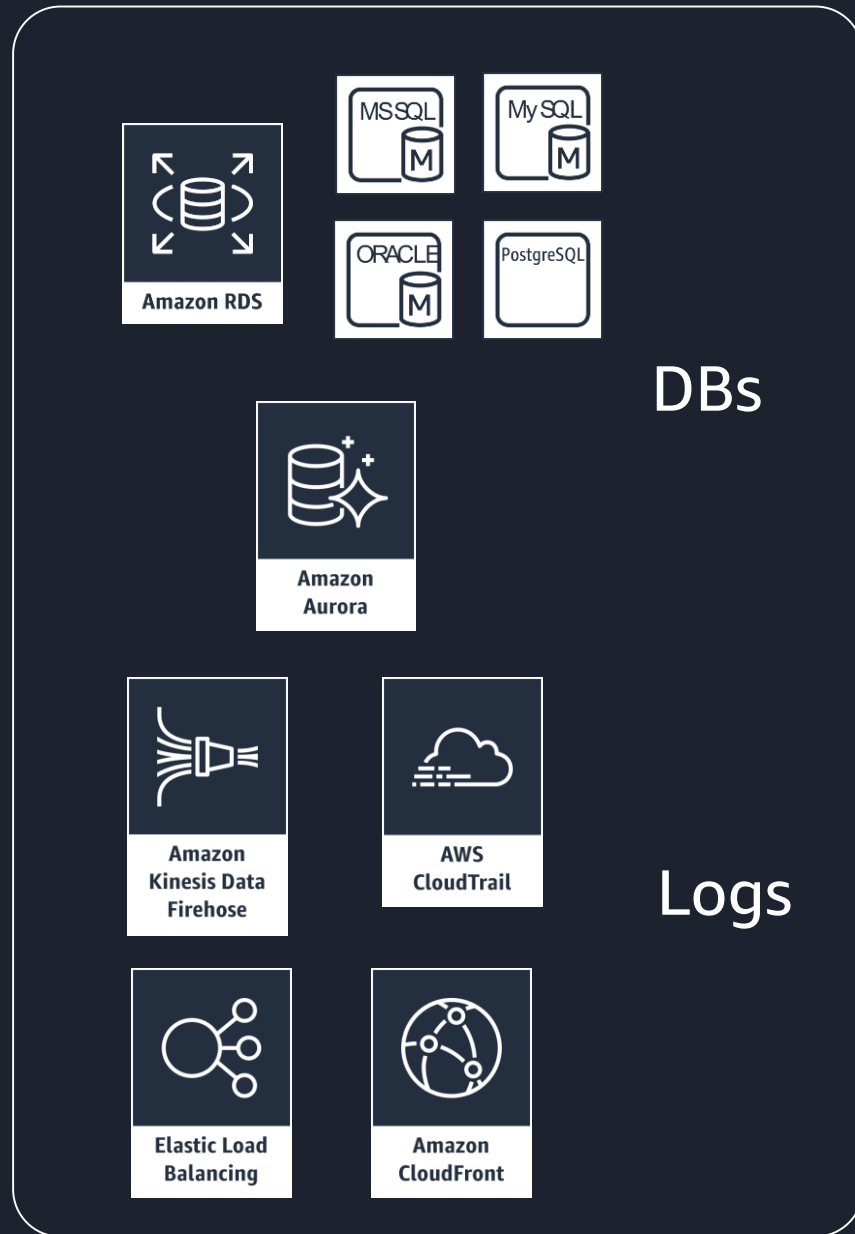 MSSQL
M
My SQL
M
Amazon RDS
ORACLE
M
PostgreSQL
DBs
Amazon
Aurora
Amazon
Kinesis Data
Firehose
AWS
CloudTrail
Logs
Elastic Load
Balancing
Amazon
CloudFront